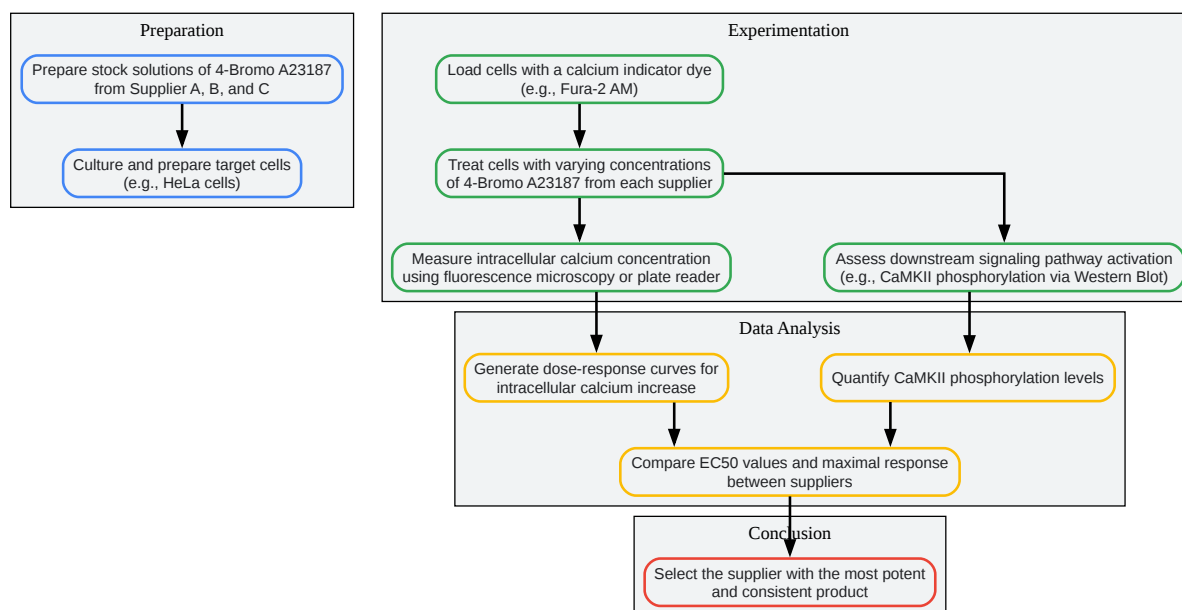 Preparation
Prepare stock solutions of 4-Bromo A23187
from Supplier A, B, and C
Culture and prepare target cells
(e.g., HeLa cells)
Experimentation
Load cells with a calcium indicator dye
(e.g., Fura-2 AM)
Treat cells with varying concentrations
of 4-Bromo A23187 from each supplier
Measure intracellular calcium concentration
using fluorescence microscopy or plate reader
Assess downstream signaling pathway activation
(e.g., CaMKII phosphorylation via Western Blot)
Data Analysis
Generate dose-response curves for
intracellular calcium increase
Quantify CaMKII phosphorylation levels
Compare EC50 values and maximal response
between suppliers
Conclusion
Select the supplier with the most potent
and consistent product